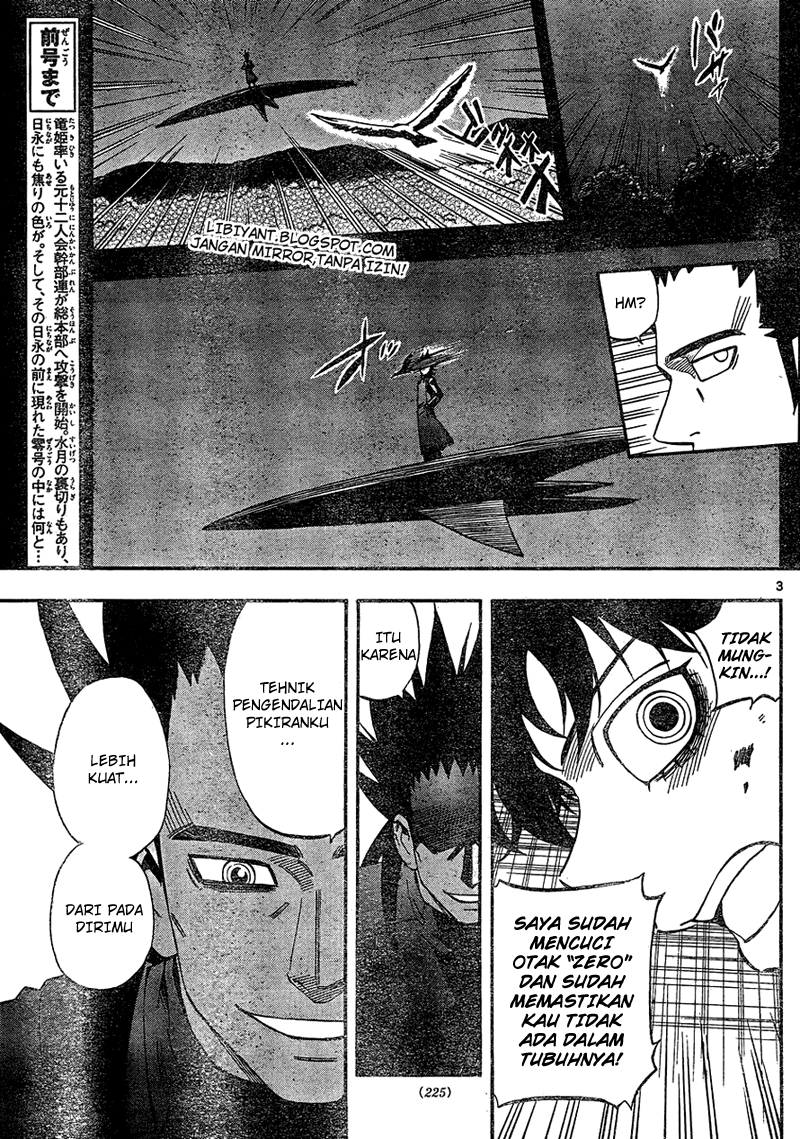 前号まで
竜姫率いる元十二人会幹部連が総本部へ攻撃を開始。水月の裏切りもあり、
日永にも焦りの色が。そして、その日永の前に現れた零号の中には何と…
LIBIYANT.BLOGSPOT.COM
JANGAN MIRROR,TANPA IZIN!
HM?
3
TIDAK
MUNG-
KIN...!
SAYA SUDAH
MENCUCI
OTAK "ZERO"
DAN SUDAH
MEMASTIKAN
KAU TIDAK
ADA DALAM
TUBUHNYA!
ITU
KARENA
TEHNIK
PENGENDALIAN
PIKIRANKU
...
LEBIH
KUAT...
DARI PADA
DIRIMU
(225)